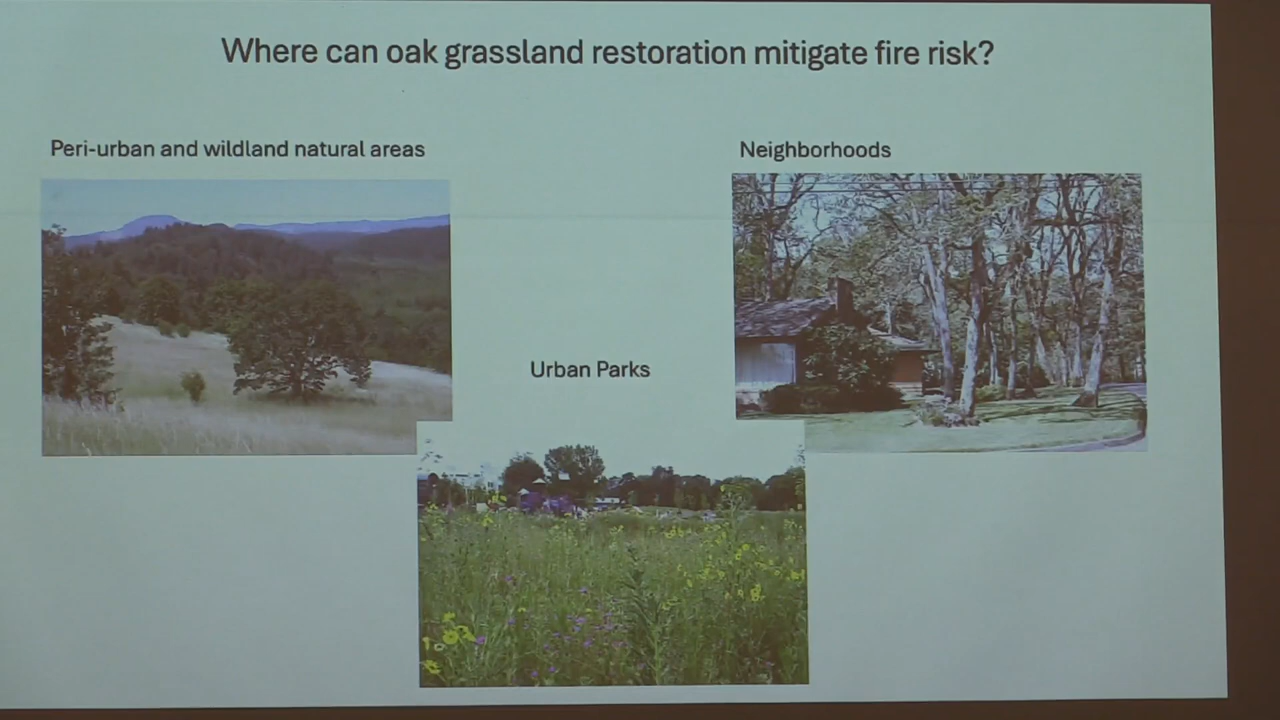 Where can oak grassland restoration mitigate fire risk?
Peri-urban and wildland natural areas
Neighborhoods
Urban Parks